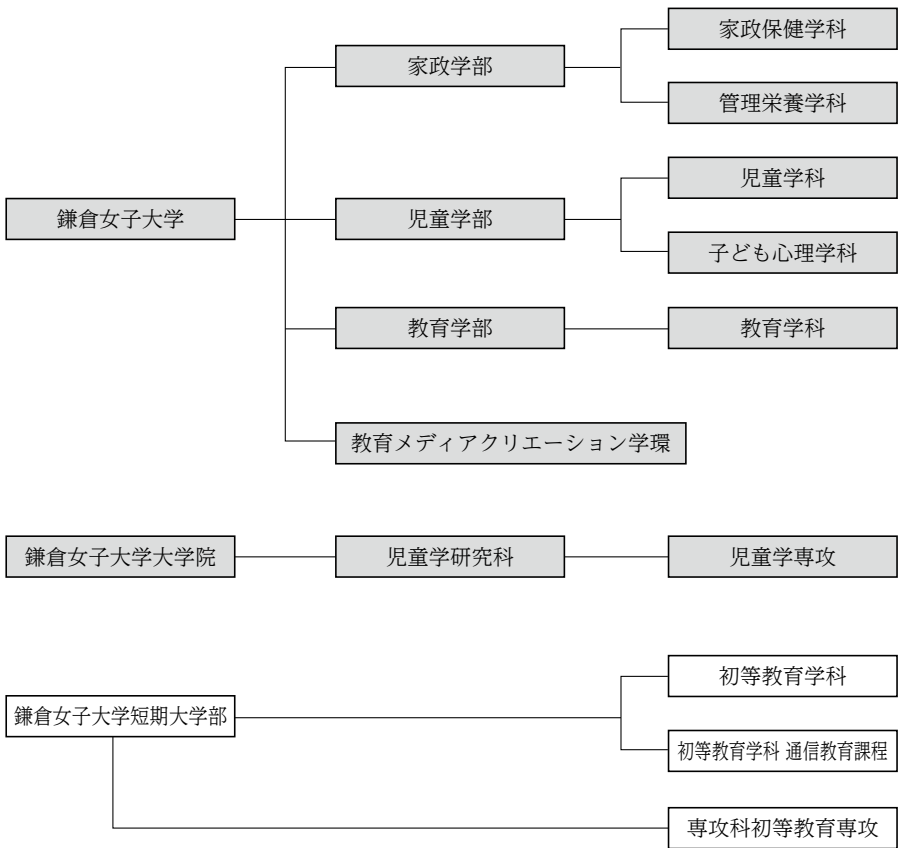 鎌倉女子大学
家政学部
家政保健学科
管理栄養学科
児童学部
児童学科
子ども心理学科
教育学部
教育学科
教育メディアクリエーション学環
鎌倉女子大学大学院
児童学研究科
児童学専攻
鎌倉女子大学短期大学部
初等教育学科
初等教育学科 通信教育課程
専攻科初等教育専攻